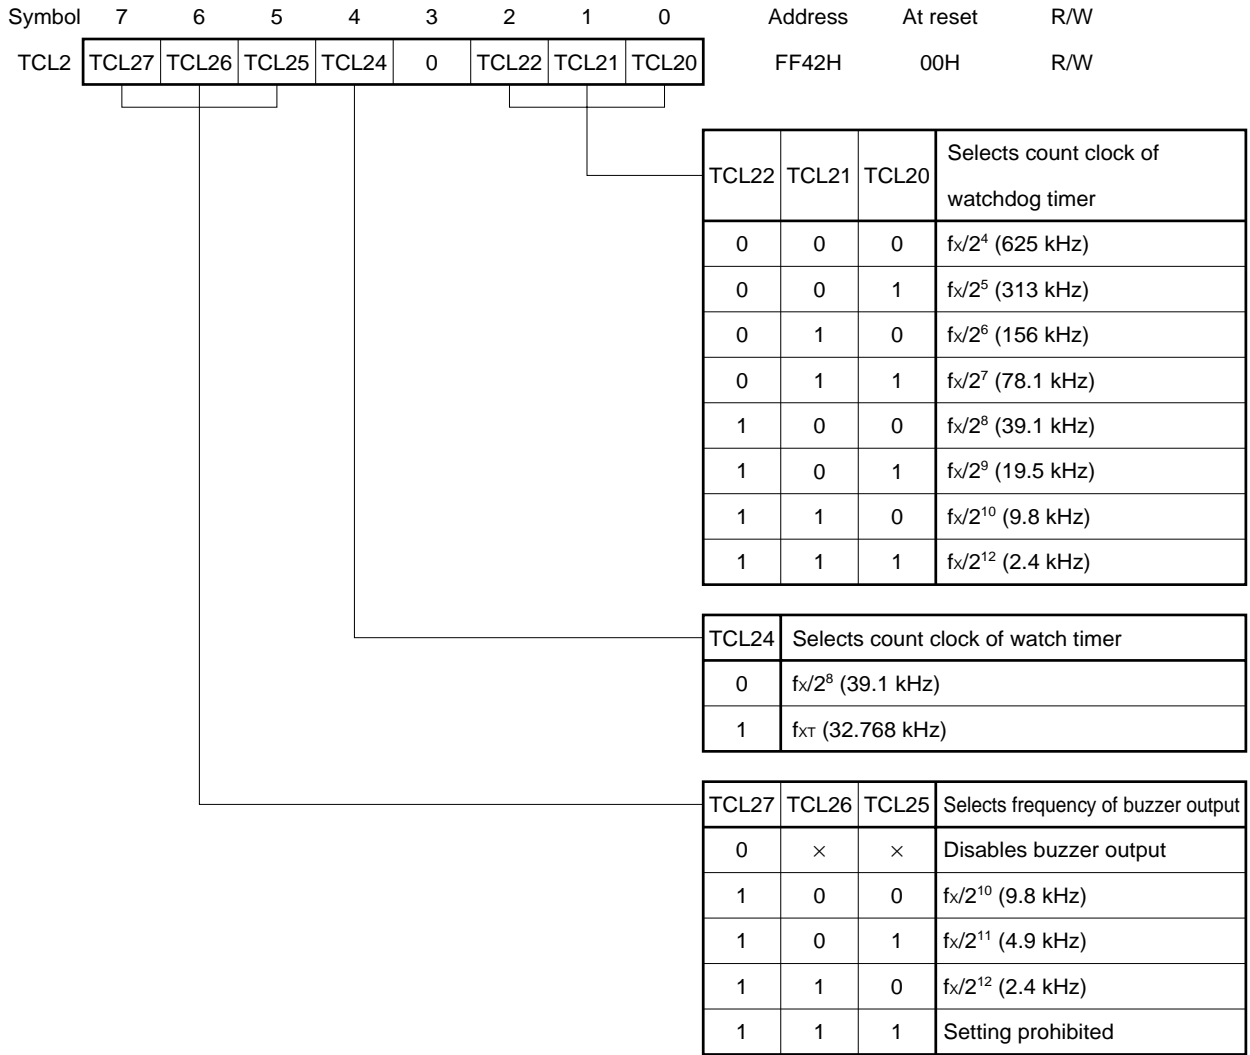 Symbol 7 6 5 4 3 2 1 0 Address At reset R/W
TCL2 TCL27 TCL26 TCL25 TCL24 0 TCL22 TCL21 TCL20 FF42H 00H R/W
TCL22 TCL21 TCL20 Selects count clock of
watchdog timer
0 0 0 fx/2⁴ (625 kHz)
0 0 1 fx/2⁵ (313 kHz)
0 1 0 fx/2⁶ (156 kHz)
0 1 1 fx/2⁷ (78.1 kHz)
1 0 0 fx/2⁸ (39.1 kHz)
1 0 1 fx/2⁹ (19.5 kHz)
1 1 0 fx/2¹⁰ (9.8 kHz)
1 1 1 fx/2¹² (2.4 kHz)
TCL24 Selects count clock of watch timer
0 fx/2⁸ (39.1 kHz)
1 fXT (32.768 kHz)
TCL27 TCL26 TCL25 Selects frequency of buzzer output
0 × × Disables buzzer output
1 0 0 fx/2¹⁰ (9.8 kHz)
1 0 1 fx/2¹¹ (4.9 kHz)
1 1 0 fx/2¹² (2.4 kHz)
1 1 1 Setting prohibited